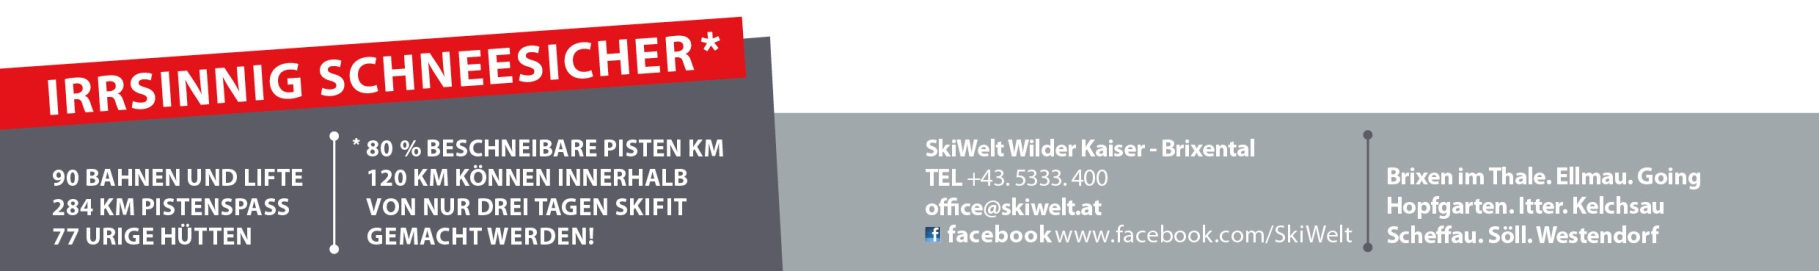 IRRSINNIG SCHNEESICHER*
90 BAHNEN UND LIFTE
284 KM PISTENSPASS
77 URIGE HÜTTEN
* 80 % BESCHNEIBARE PISTEN KM
120 KM KÖNNEN INNERHALB
VON NUR DREI TAGEN SKIFIT
GEMACHT WERDEN!
SkiWelt Wilder Kaiser - Brixental
TEL +43. 5333. 400
office@skiwelt.at
f facebook www.facebook.com/SkiWelt
Brixen im Thale. Ellmau. Going
Hopfgarten. Itter. Kelchsau
Scheffau. Söll. Westendorf